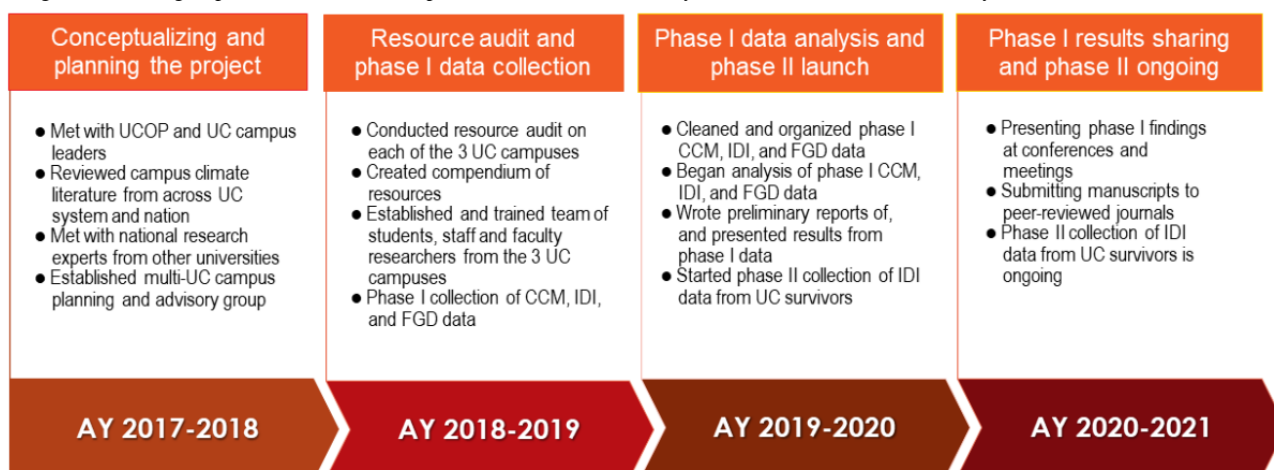 Conceptualizing and
planning the project
● Met with UCOP and UC campus
leaders
● Reviewed campus climate
literature from across UC
system and nation
● Met with national research
experts from other universities
● Established multi-UC campus
planning and advisory group
AY 2017-2018
Resource audit and
phase I data collection
● Conducted resource audit on
each of the 3 UC campuses
● Created compendium of
resources
● Established and trained team of
students, staff and faculty
researchers from the 3 UC
campuses
● Phase I collection of CCM, IDI,
and FGD data
AY 2018-2019
Phase I data analysis and
phase II launch
● Cleaned and organized phase I
CCM, IDI, and FGD data
● Began analysis of phase I CCM,
IDI, and FGD data
● Wrote preliminary reports of,
and presented results from
phase I data
● Started phase II collection of IDI
data from UC survivors
AY 2019-2020
Phase I results sharing
and phase II ongoing
● Presenting phase I findings
at conferences and
meetings
● Submitting manuscripts to
peer-reviewed journals
● Phase II collection of IDI
data from UC survivors is
ongoing
AY 2020-2021